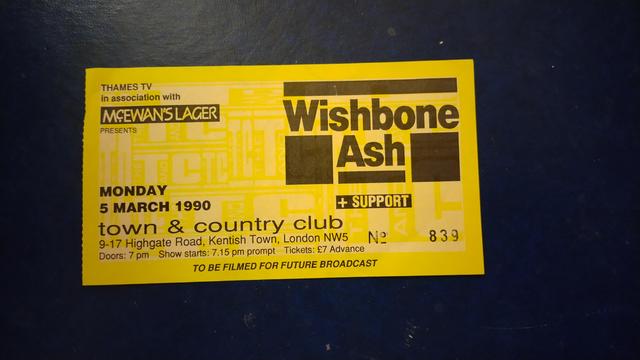 THAMES TV
in association with
McEWAN'S LAGER
PRESENTS
Wishbone
Ash
+ SUPPORT
MONDAY
5 MARCH 1990
town & country club
9-17 Highgate Road, Kentish Town, London NW5
Nº 839
Doors: 7 pm Show starts: 7.15 pm prompt Tickets: £7 Advance
TO BE FILMED FOR FUTURE BROADCAST